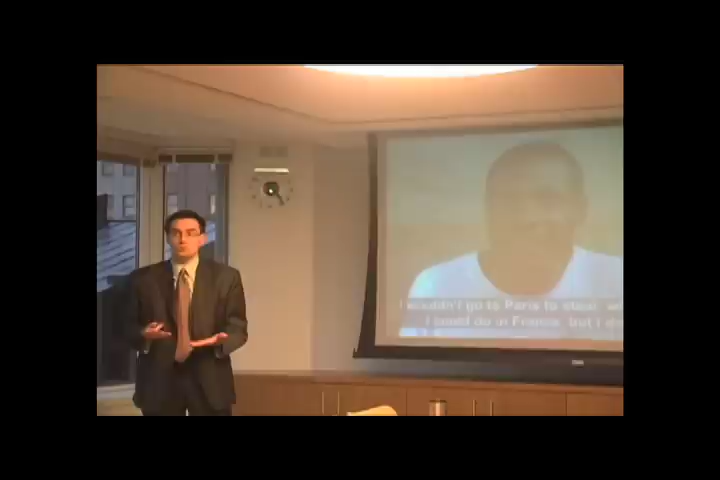 I wouldn't go to Paris to steal, w
I could do in France, but I d